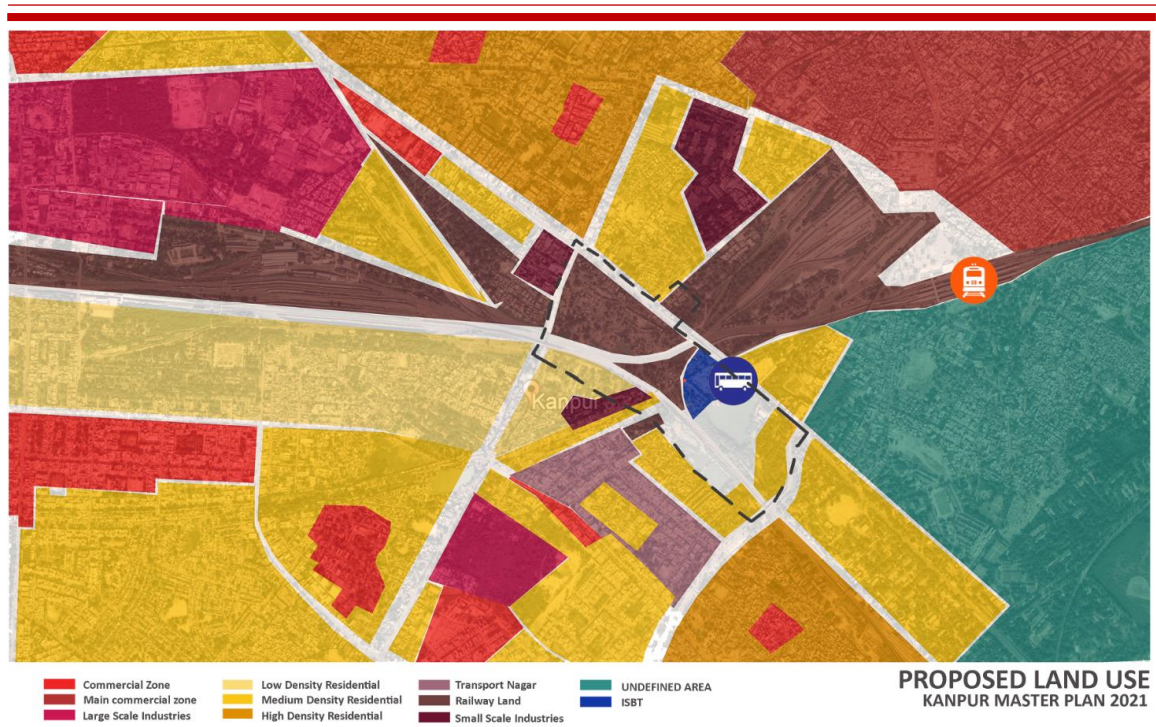 Kanpur
Commercial Zone
Main commercial zone
Large Scale Industries
Low Density Residential
Medium Density Residential
High Density Residential
Transport Nagar
Railway Land
Small Scale Industries
UNDEFINED AREA
ISBT
PROPOSED LAND USE
KANPUR MASTER PLAN 2021